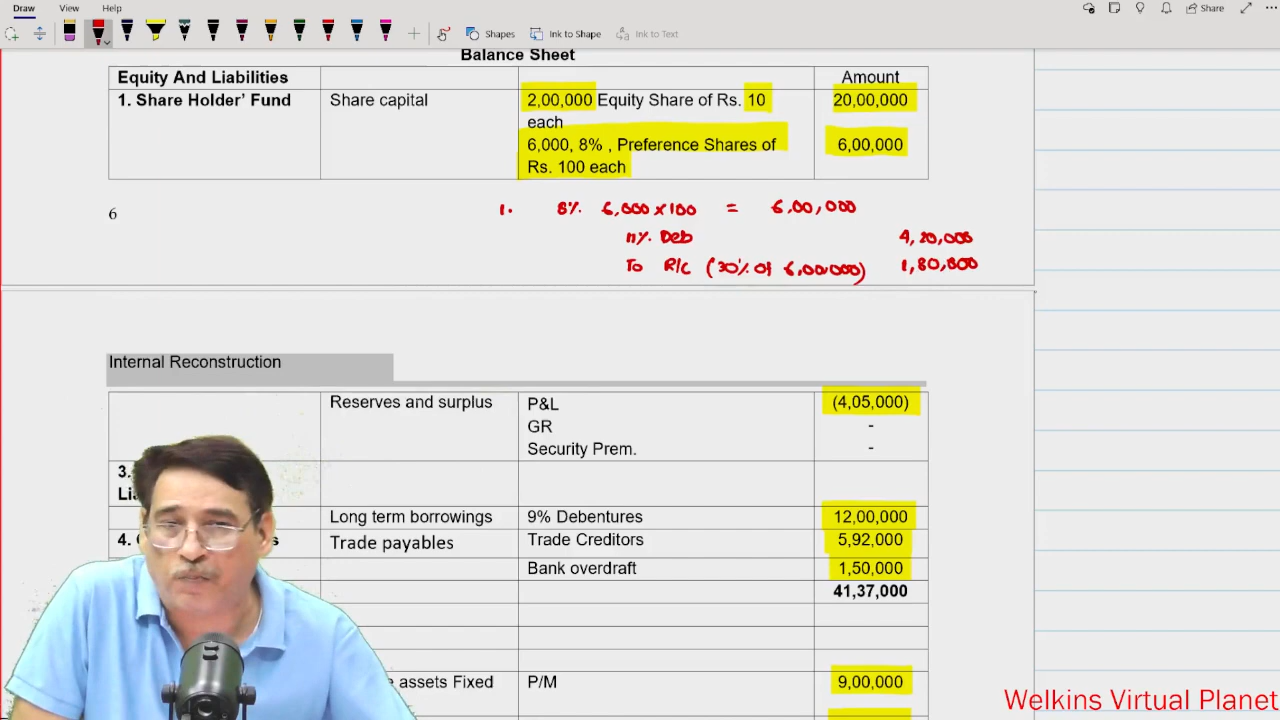 Draw View Help Share
Shapes Ink to Shape Ink to Text
Balance Sheet
Equity And Liabilities Amount
1. Share Holder’ Fund Share capital 2,00,000 Equity Share of Rs. 10 20,00,000
each
6,000, 8% , Preference Shares of 6,00,000
Rs. 100 each
6
1. 8% 6,000 x 100 = 6,00,000
11% Deb 4,20,000
To R/C (30% of 6,00,000) 1,80,000
Internal Reconstruction
Reserves and surplus P&L (4,05,000)
GR -
Security Prem. -
3.
Long term borrowings 9% Debentures 12,00,000
4. Trade payables Trade Creditors 5,92,000
Bank overdraft 1,50,000
41,37,000
assets Fixed P/M 9,00,000
Welkins Virtual Planet